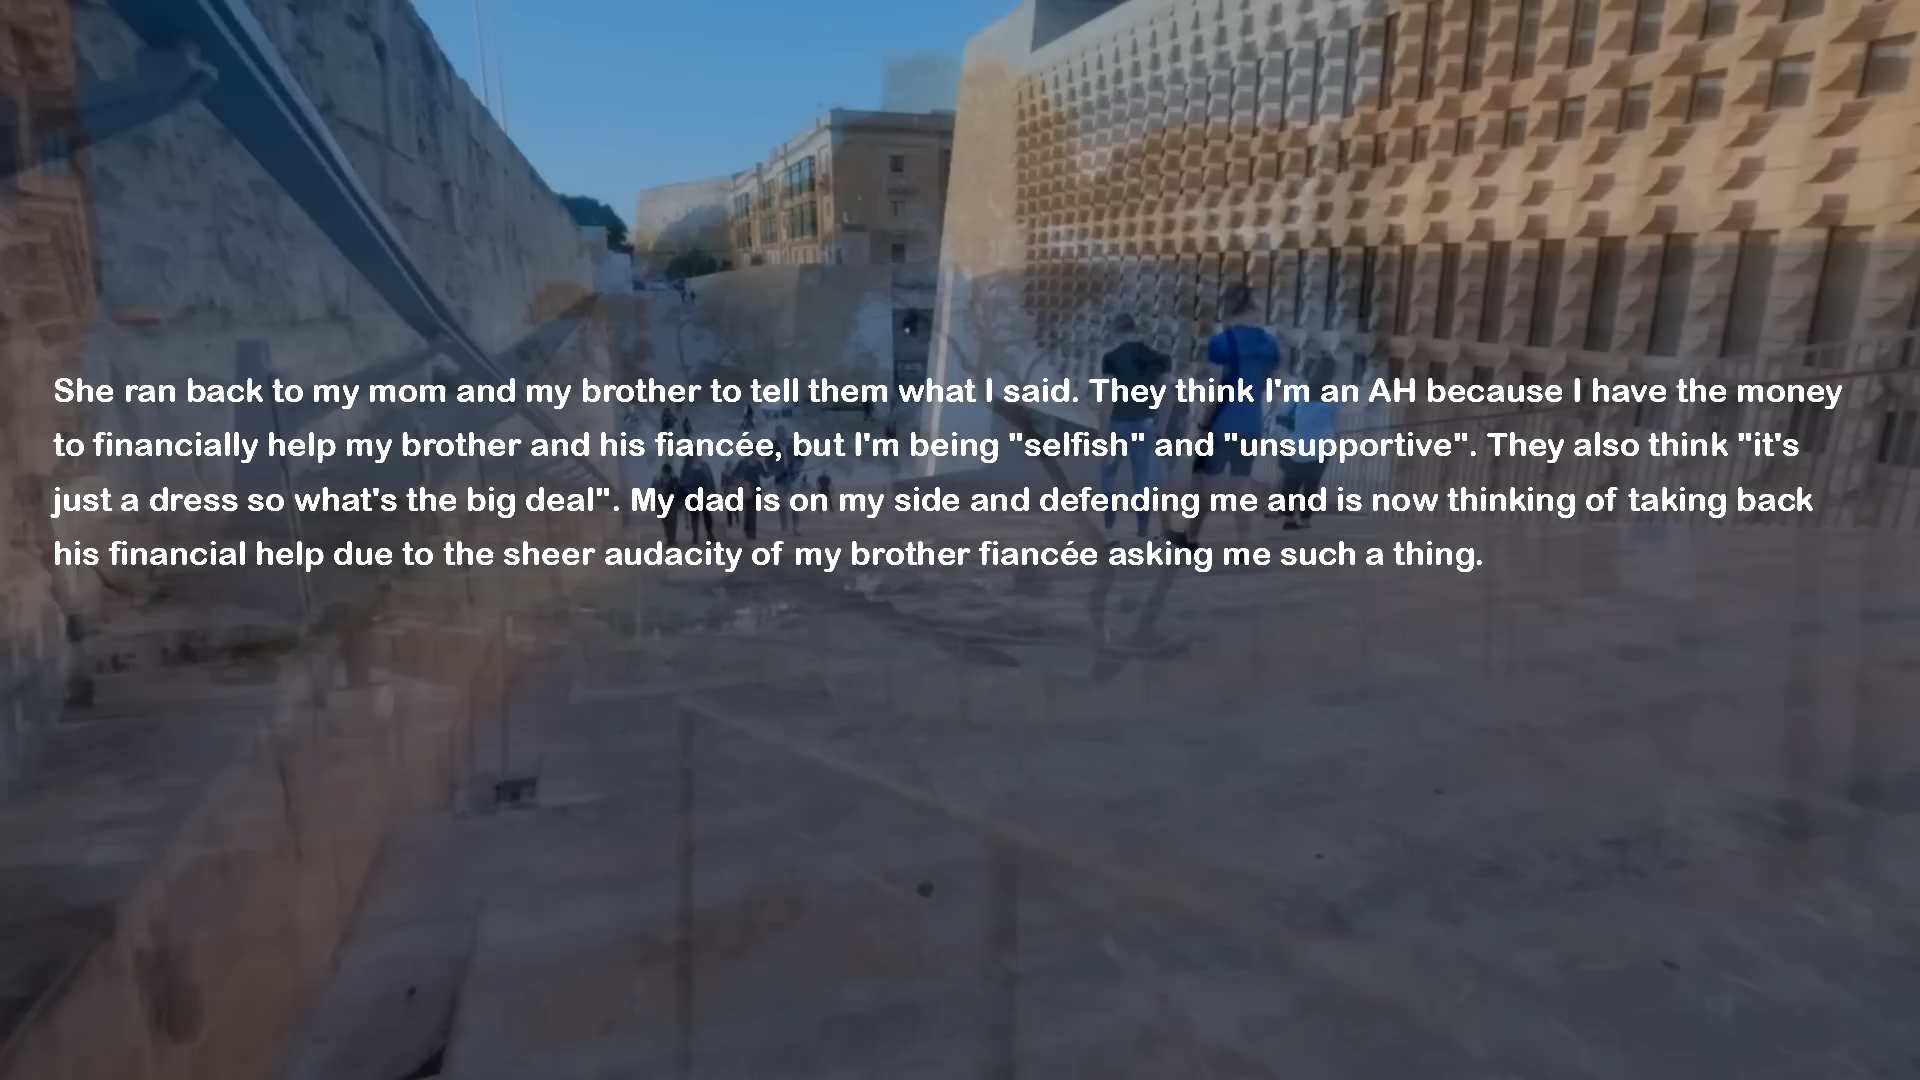 She ran back to my mom and my brother to tell them what I said. They think I'm an AH because I have the money
to financially help my brother and his fiancée, but I'm being "selfish" and "unsupportive". They also think "it's
just a dress so what's the big deal". My dad is on my side and defending me and is now thinking of taking back
his financial help due to the sheer audacity of my brother fiancée asking me such a thing.